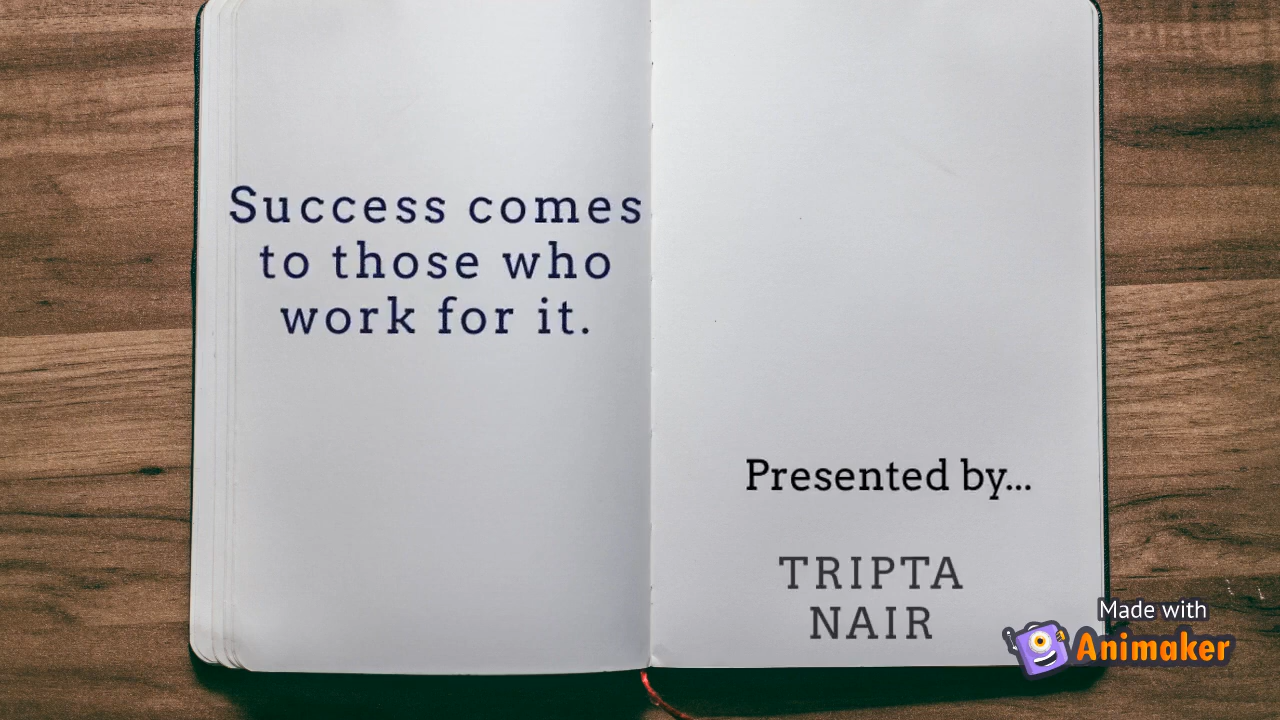 Success comes
to those who
work for it.
Presented by...
TRIPTA
NAIR
Made with
Animaker